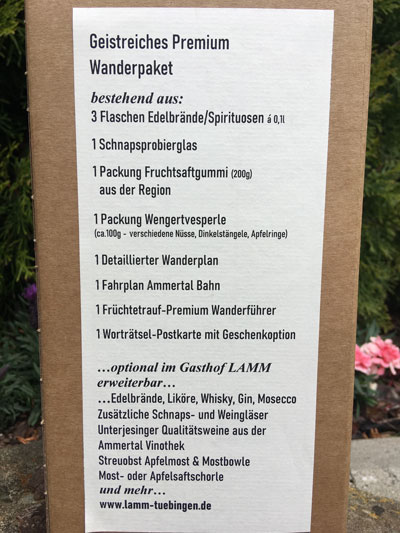 Geistreiches Premium
Wanderpaket
bestehend aus:
3 Flaschen Edelbrände/Spirituosen á 0,1l
1 Schnapsprobierglas
1 Packung Fruchtsaftgummi (200g)
aus der Region
1 Packung Wengertvesperle
(ca.100g - verschiedene Nüsse, Dinkelstängele, Apfelringe)
1 Detaillierter Wanderplan
1 Fahrplan Ammertal Bahn
1 Früchtetrauf-Premium Wanderführer
1 Worträtsel-Postkarte mit Geschenkoption
...optional im Gasthof LAMM
erweiterbar...
...Edelbrände, Liköre, Whisky, Gin, Mosecco
Zusätzliche Schnaps- und Weingläser
Unterjesinger Qualitätsweine aus der
Ammertal Vinothek
Streuobst Apfelmost & Mostbowle
Most- oder Apfelsaftschorle
und mehr...
www.lamm-tuebingen.de